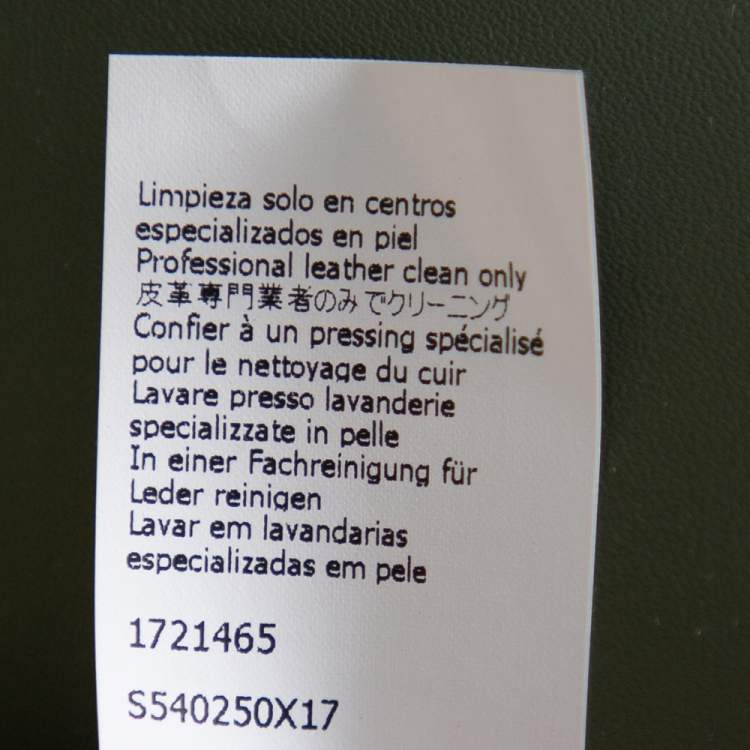 Limpieza solo en centros
especializados en piel
Professional leather clean only
皮革専門業者のみでクリーニング
Confier à un pressing spécialisé
pour le nettoyage du cuir
Lavare presso lavanderie
specializzate in pelle
In einer Fachreinigung für
Leder reinigen
Lavar em lavandarias
especializadas em pele
1721465
S540250X17